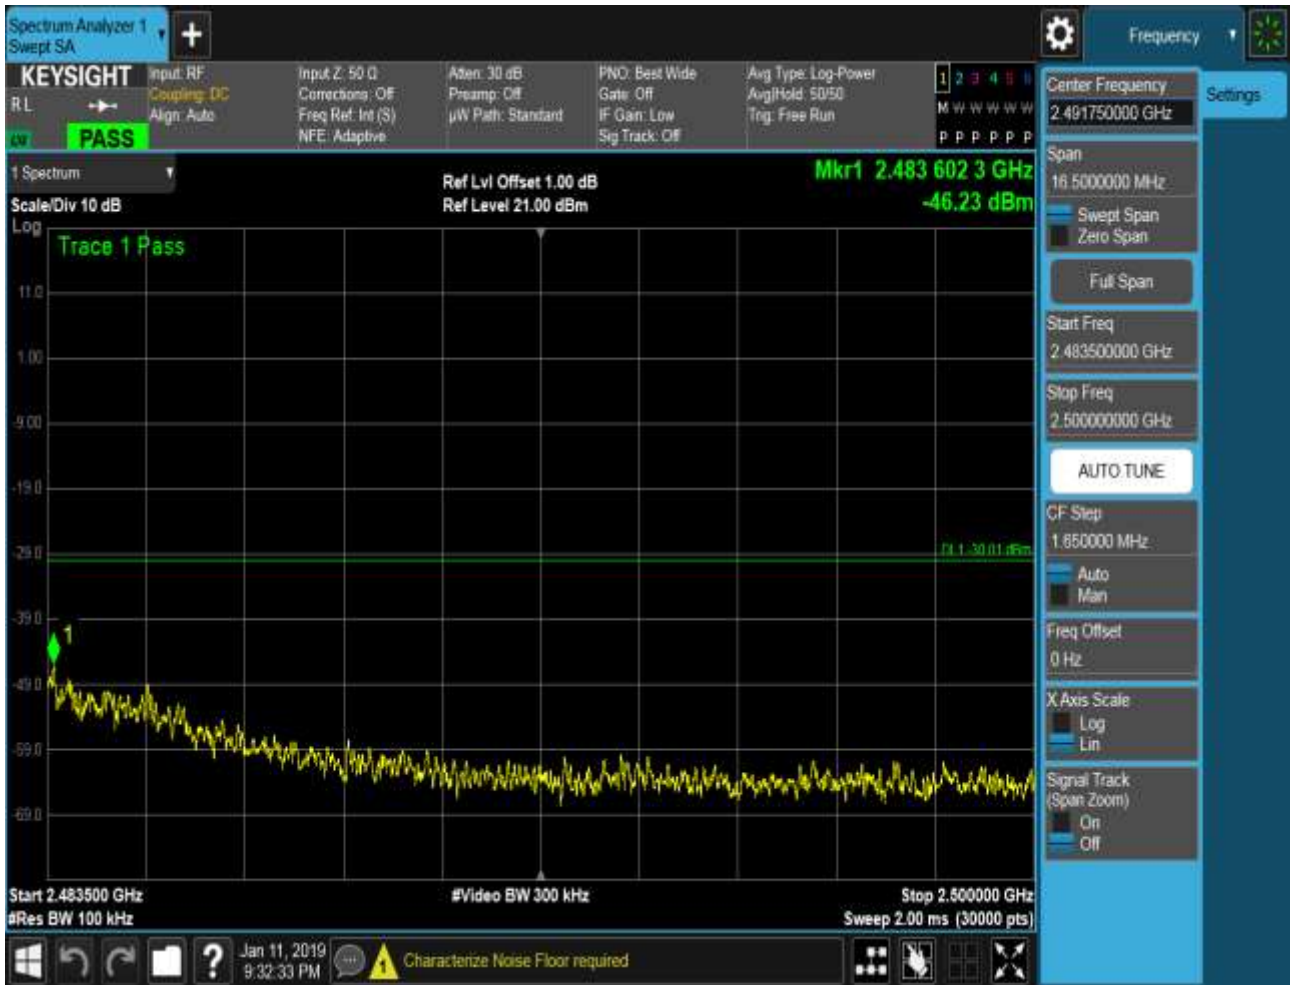 Spectrum Analyzer 1
Swept SA
+
Frequency
KEYSIGHT
Input: RF
Input Z: 50 Ω
Atten: 30 dB
PNO: Best Wide
Avg Type: Log-Power
1 2 3 4 5 6
RL
Coupling: DC
Corrections: Off
Preamp: Off
Gate: Off
Avg|Hold: 50/50
M W W W W W
Align: Auto
Freq Ref: Int (S)
µW Path: Standard
IF Gain: Low
Trig: Free Run
P P P P P P
PASS
NFE: Adaptive
Sig Track: Off
1 Spectrum
Ref Lvl Offset 1.00 dB
Mkr1 2.483 602 3 GHz
Scale/Div 10 dB
Ref Level 21.00 dBm
-46.23 dBm
Log
Trace 1 Pass
11.0
1.00
-9.00
-19.0
-29.0
DL1 -30.01 dBm
-39.0
1
-49.0
-59.0
-69.0
Start 2.483500 GHz
#Video BW 300 kHz
Stop 2.500000 GHz
#Res BW 100 kHz
Sweep 2.00 ms (30000 pts)
Center Frequency
2.491750000 GHz
Settings
Span
16.5000000 MHz
Swept Span
Zero Span
Full Span
Start Freq
2.483500000 GHz
Stop Freq
2.500000000 GHz
AUTO TUNE
CF Step
1.650000 MHz
Auto
Man
Freq Offset
0 Hz
X Axis Scale
Log
Lin
Signal Track
(Span Zoom)
On
Off
?
Jan 11, 2019
9:32:33 PM
1
Characterize Noise Floor required